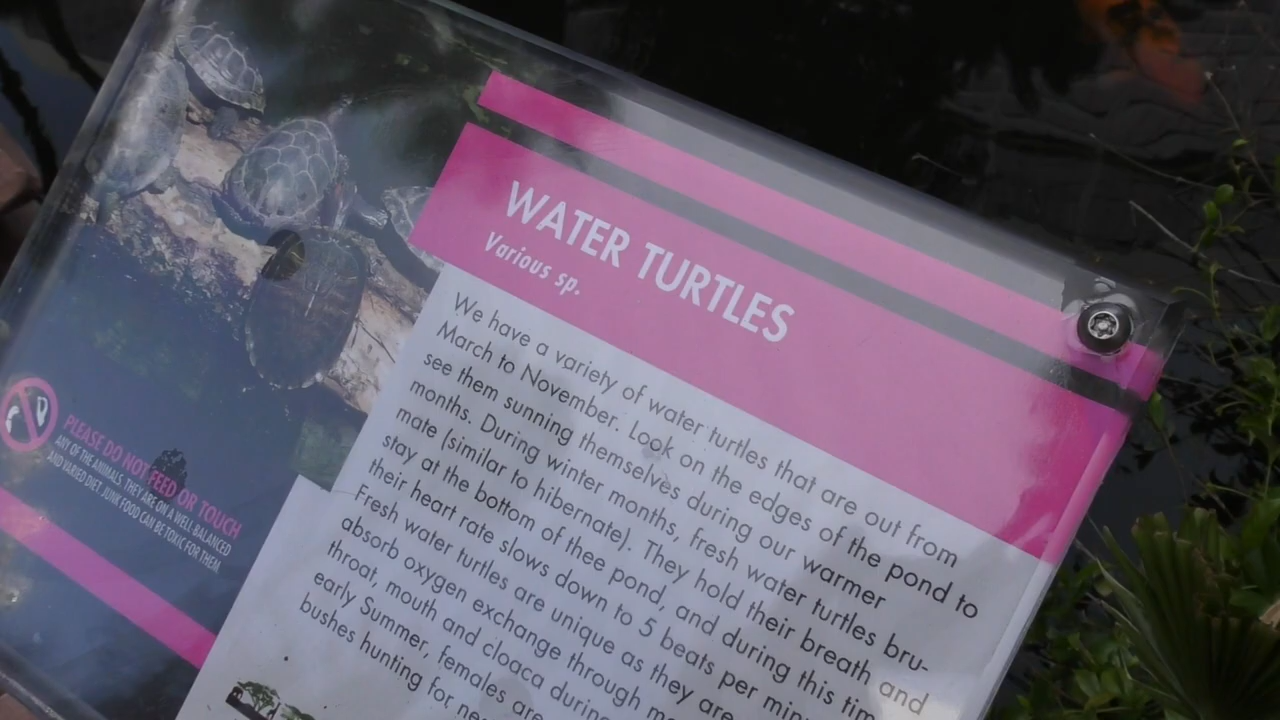 WATER TURTLES
Various sp.
We have a variety of water turtles that are out from
March to November. Look on the edges of the pond to
see them sunning themselves during our warmer
months. During winter months, fresh water turtles bru-
mate (similar to hibernate). They hold their breath and
stay at the bottom of thee pond, and during this tim
their heart rate slows down to 5 beats per minu
Fresh water turtles are unique as they are
absorb oxygen exchange through m
throat, mouth and cloaca durin
early Summer, females are
bushes hunting for ne
PLEASE DO NOT FEED OR TOUCH
ANY OF THE ANIMALS. THEY ARE ON A WELL-BALANCED
AND VARIED DIET. JUNK FOOD CAN BE TOXIC FOR THEM.